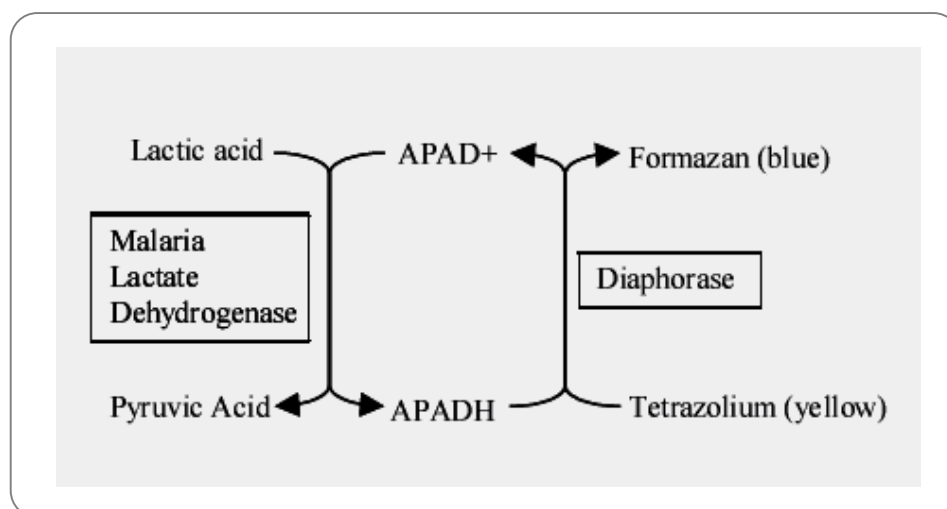 Lactic acid
APAD+
Formazan (blue)
Malaria
Lactate
Dehydrogenase
Diaphorase
Pyruvic Acid
APADH
Tetrazolium (yellow)